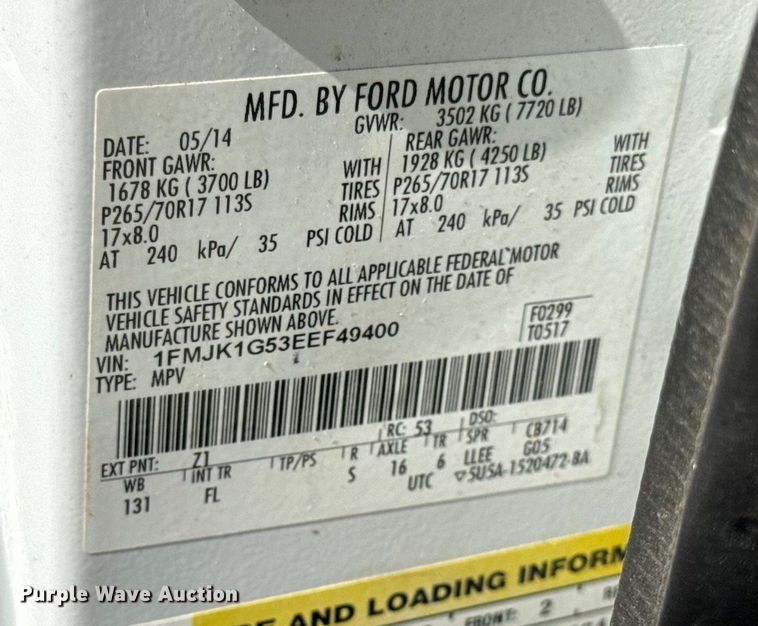 MFD. BY FORD MOTOR CO.
DATE: 05/14 GVWR: 3502 KG ( 7720 LB)
FRONT GAWR: REAR GAWR:
1678 KG ( 3700 LB) WITH 1928 KG ( 4250 LB) WITH
P265/70R17 113S TIRES P265/70R17 113S TIRES
17x8.0 RIMS 17x8.0 RIMS
AT 240 kPa/ 35 PSI COLD AT 240 kPa/ 35 PSI COLD
THIS VEHICLE CONFORMS TO ALL APPLICABLE FEDERAL MOTOR
VEHICLE SAFETY STANDARDS IN EFFECT ON THE DATE OF
MANUFACTURE SHOWN ABOVE.
VIN: 1FMJK1G53EEF49400 F0299
TYPE: MPV T0517
EXT PNT: Z1 RC: 53 DSO: CB714
WB INT TR TP/PS R AXLE TR SPR G05
131 FL S 16 6 LLEE
UTC ▽5USA-1520472-BA
AND LOADING INFORM
FRONT: 2
Purple Wave Auction